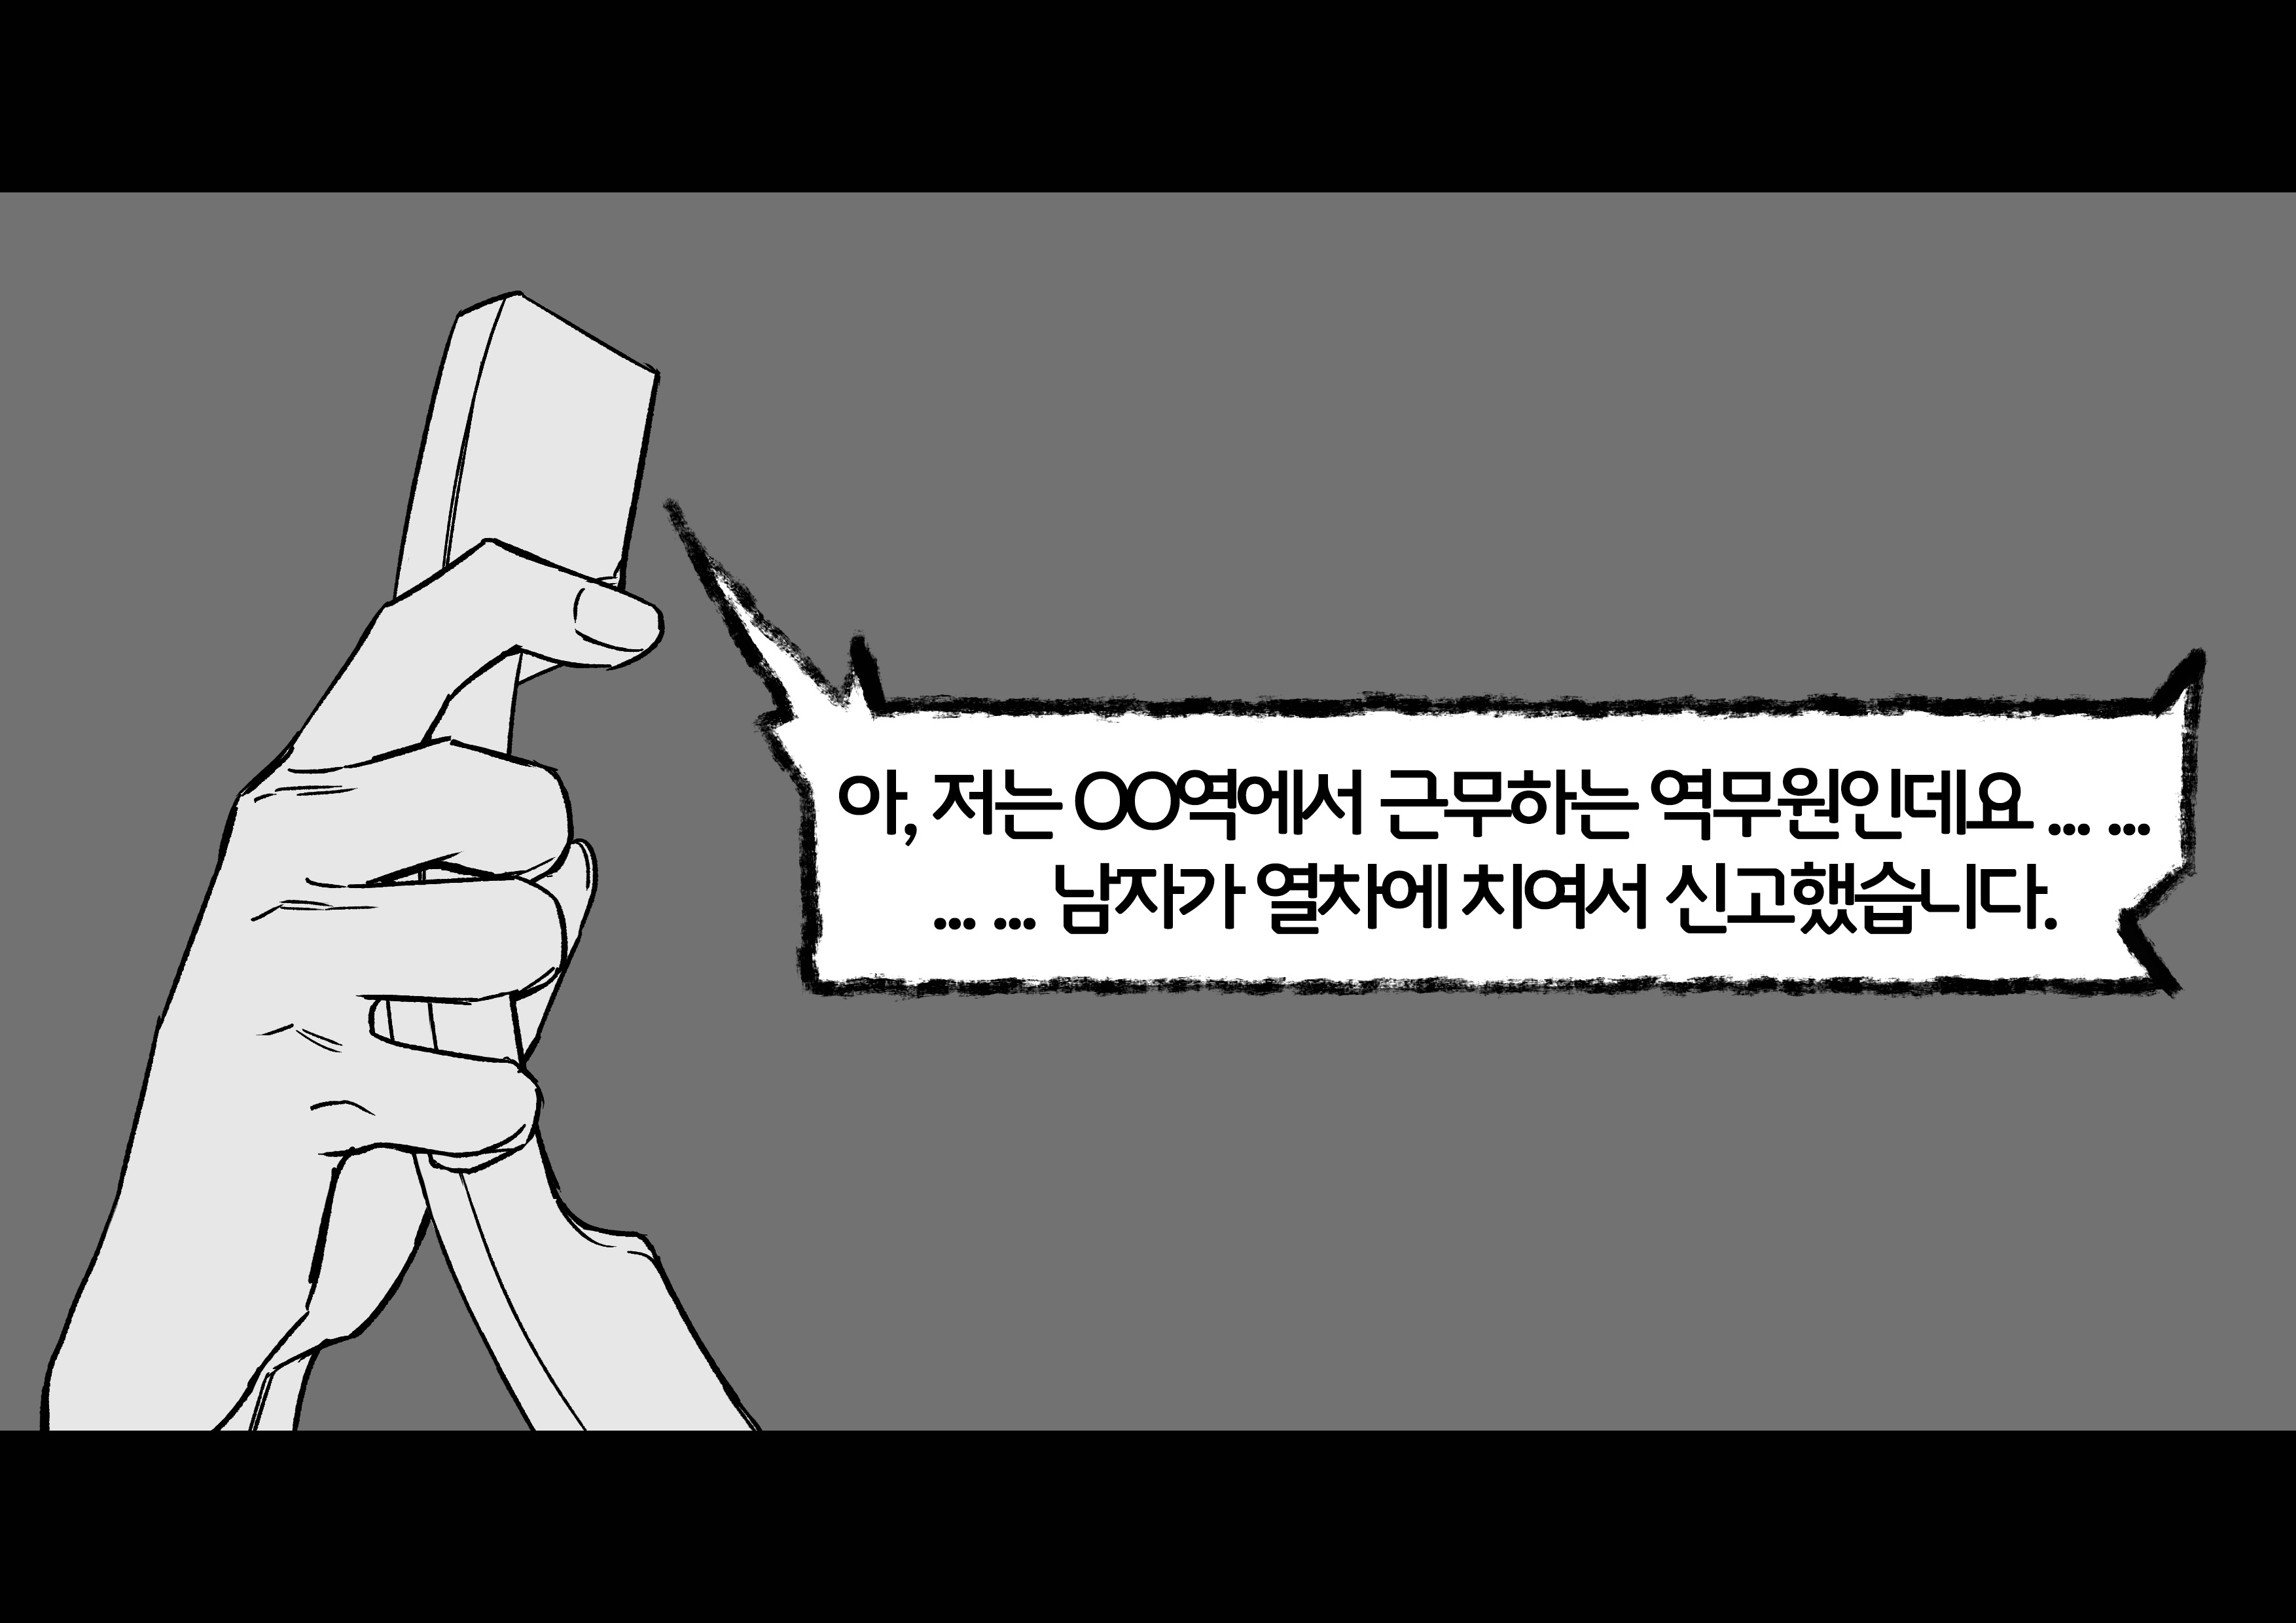 아, 저는 OO역에서 근무하는 역무원인데요 ... ...
... ... 남자가 열차에 치여서 신고했습니다.